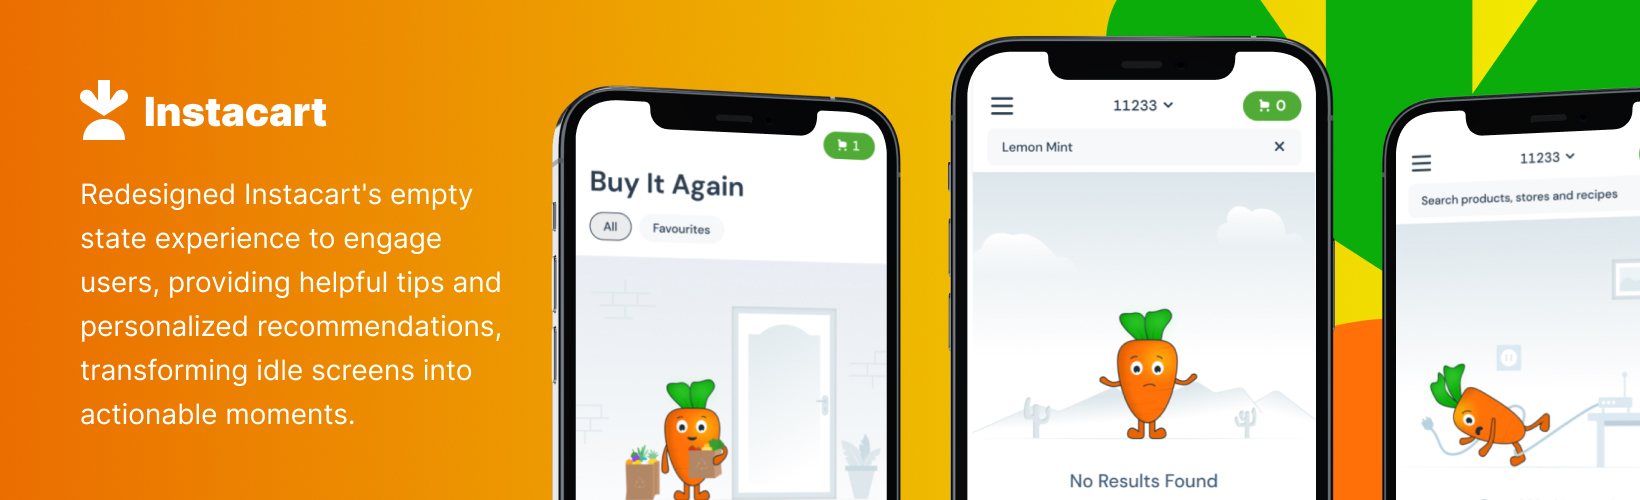 Instacart
Redesigned Instacart's empty
state experience to engage
users, providing helpful tips and
personalized recommendations,
transforming idle screens into
actionable moments.
1
Buy It Again
All
Favourites
11233
0
Lemon Mint
No Results Found
11233
Search products, stores and recipes